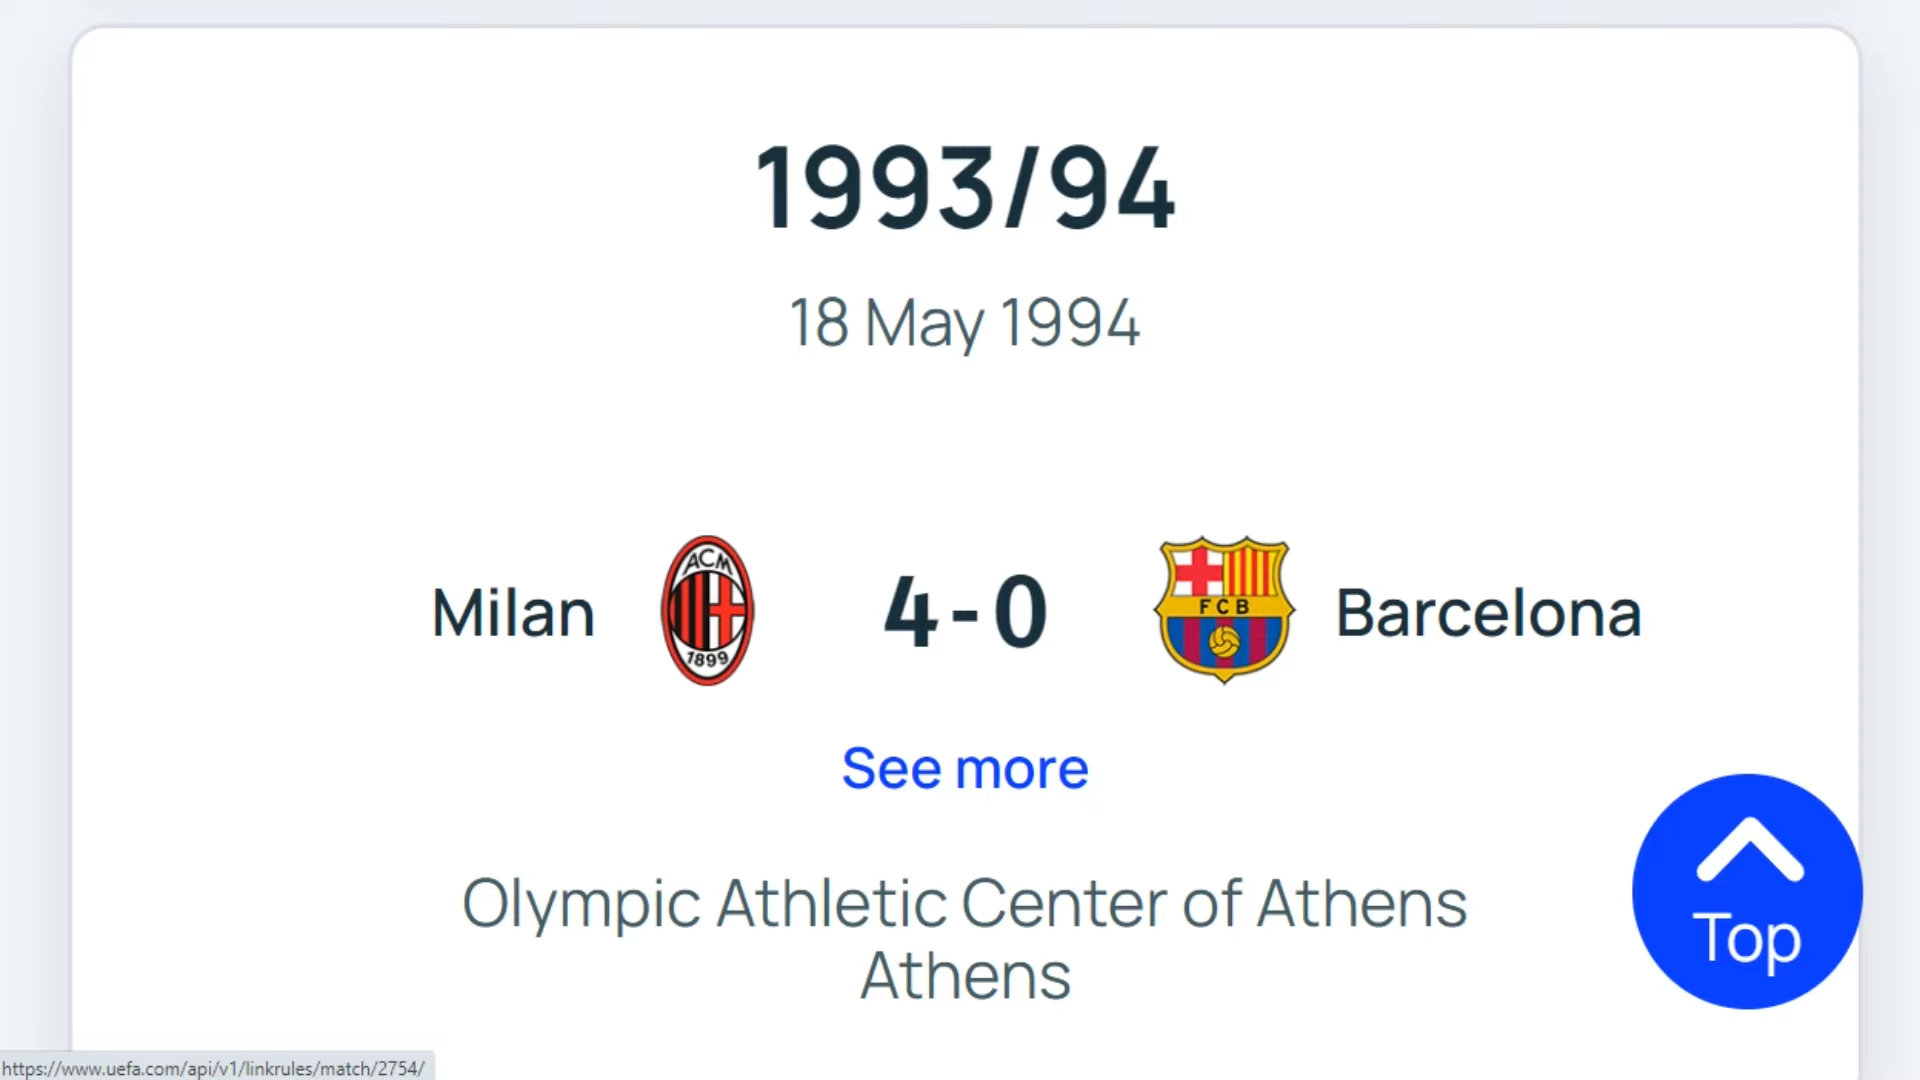 1993/94
18 May 1994
Milan ACM 1899 4-0 FCB Barcelona
See more
Olympic Athletic Center of Athens
Athens
Top
https://www.uefa.com/api/v1/linkrules/match/2754/